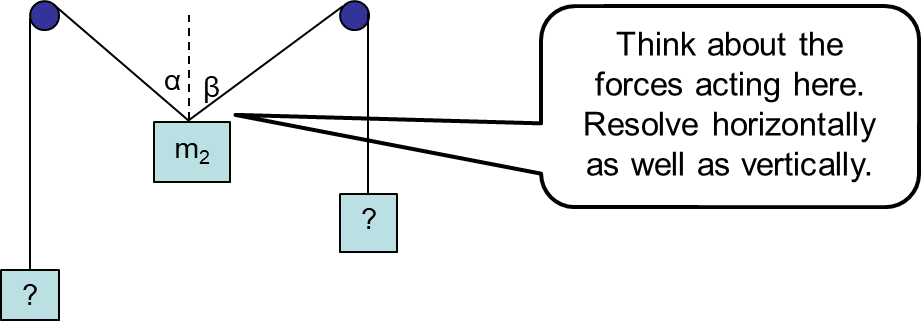 Think about the
forces acting here.
Resolve horizontally
as well as vertically.
α
β
m₂
?
?